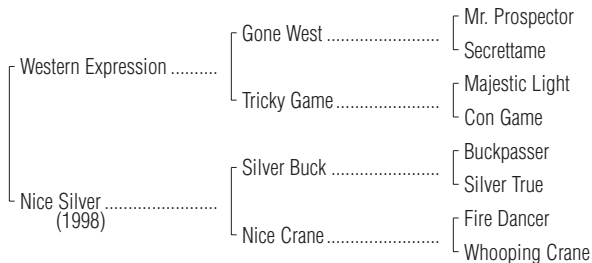 Mr. Prospector
Gone West ........................
Secrettame
Western Expression ..........
Majestic Light
Tricky Game ......................
Con Game
Buckpasser
Silver Buck .......................
Silver True
Nice Silver ........................
(1998)
Fire Dancer
Nice Crane ........................
Whooping Crane